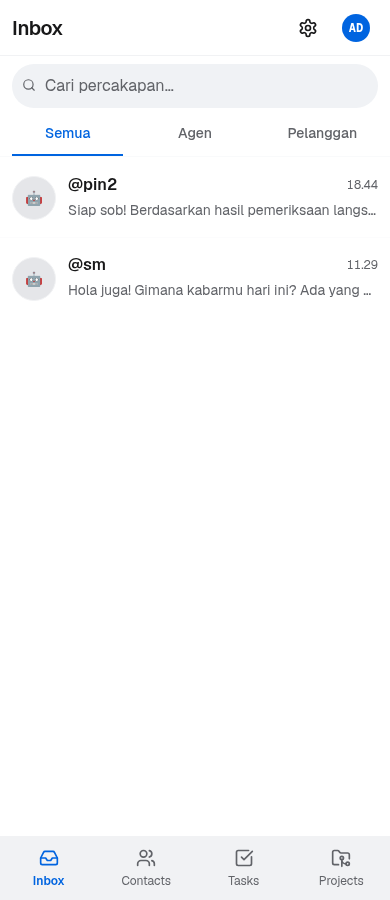 Inbox
AD
Cari percakapan...
Semua
Agen
Pelanggan
@pin2
18.44
Siap sob! Berdasarkan hasil pemeriksaan langs...
@sm
11.29
Hola juga! Gimana kabarmu hari ini? Ada yang ...
Inbox
Contacts
Tasks
Projects